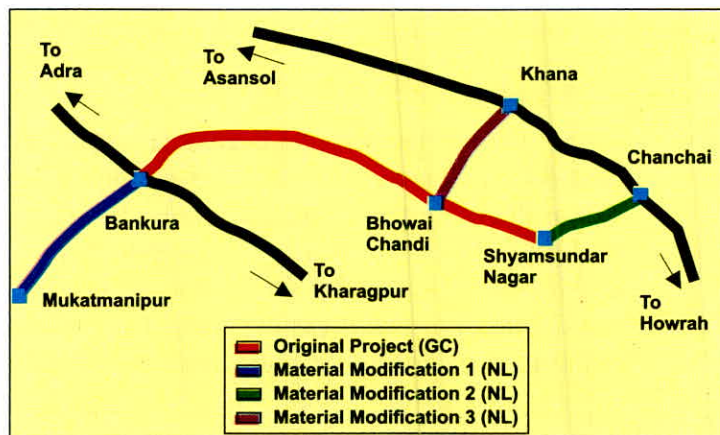 To
Adra
To
Asansol
Khana
Chanchai
Bankura
Bhowai
Chandi
Shyamsundar
Nagar
Mukatmanipur
To
Kharagpur
To
Howrah
Original Project (GC)
Material Modification 1 (NL)
Material Modification 2 (NL)
Material Modification 3 (NL)